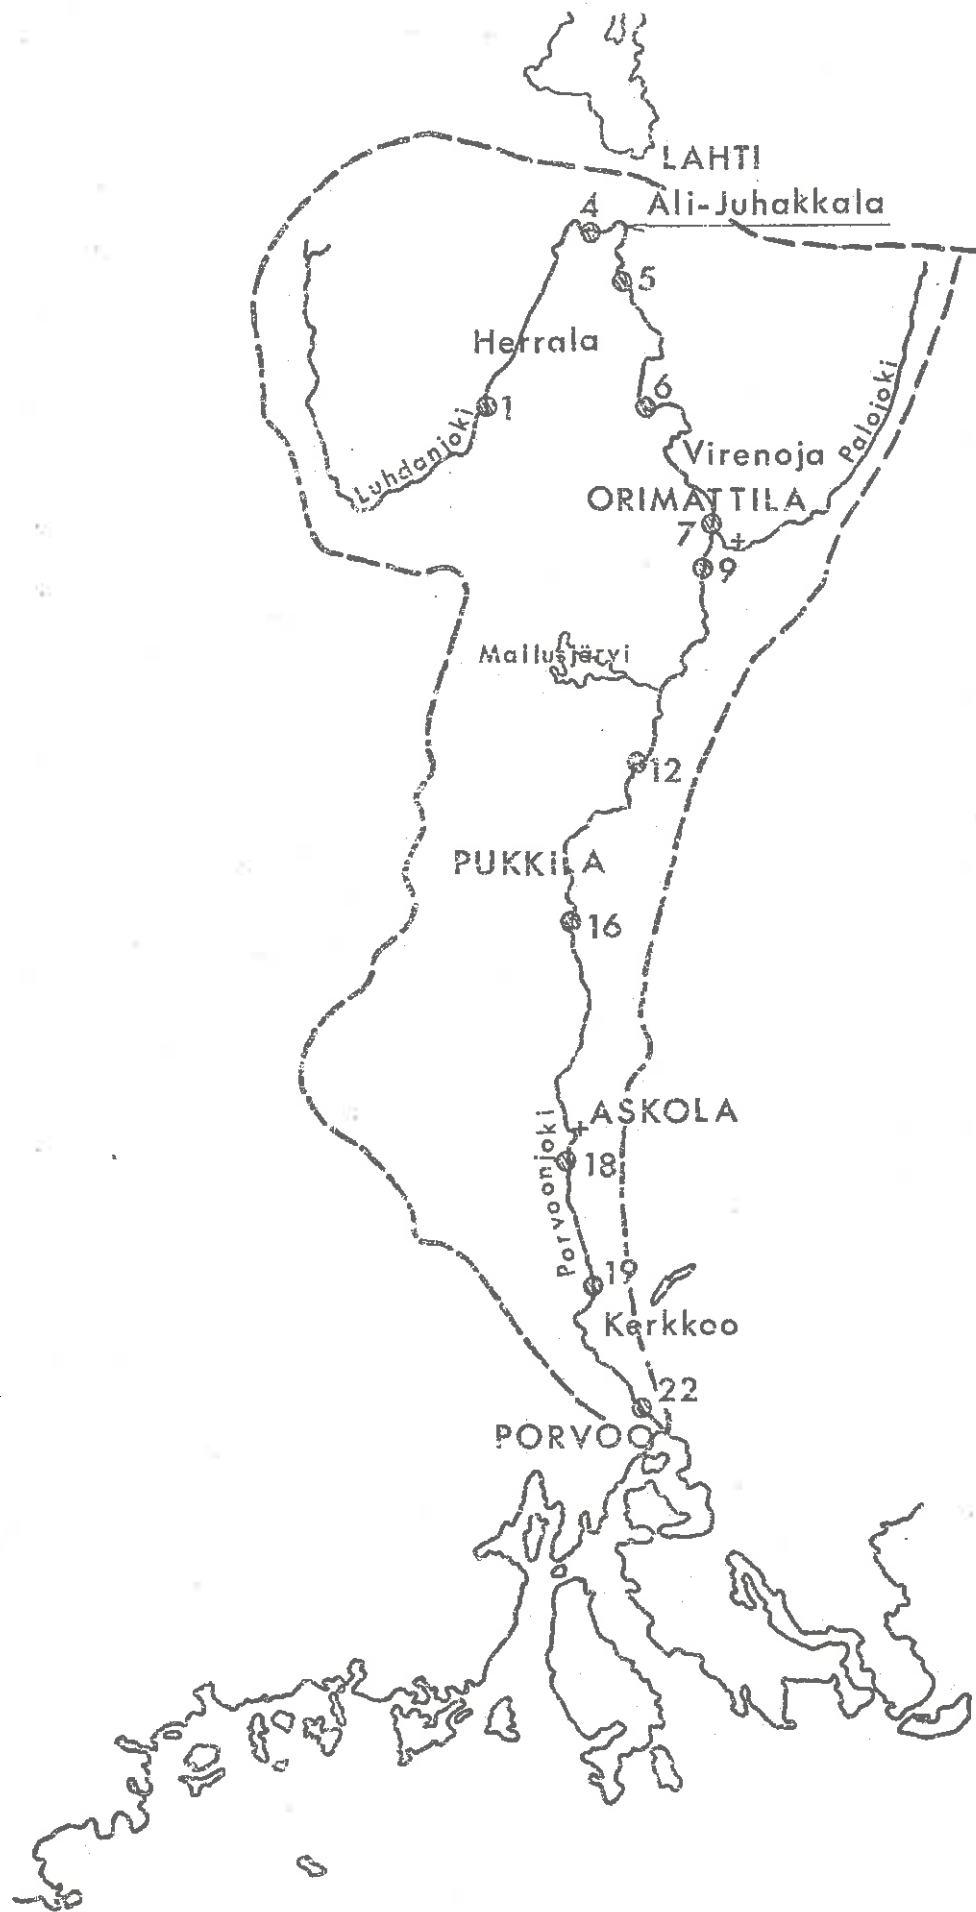 LAHTI
Ali-Juhakkala
4
5
Herrala
6
1
Luhdanjoki
Palojoki
Virenoja
ORIMATTILA
7
9
Mallusjärvi
12
PUKKILA
16
ASKOLA
Porvoonjoki
18
19
Kerkkoo
22
PORVOO